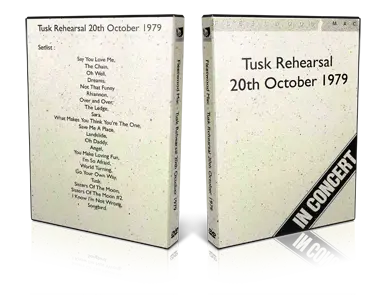 Tusk Rehearsal 20th October 1979
Setlist :
Say You Love Me,
The Chain,
Oh Well,
Dreams,
Not That Funny
Rhiannon,
Over and Over,
The Ledge,
Sara,
What Makes You Think You're The One,
Save Me A Place,
Landslide,
Oh Daddy,
Angel,
You Make Loving Fun,
I'm So Afraid,
World Turning,
Go Your Own Way,
Tusk,
Sisters Of The Moon,
Sisters Of The Moon #2
I Know I'm Not Wrong,
Songbird.
Fleetwood Mac Tusk Rehearsal 20th October 1979
DVD
MAC
Tusk Rehearsal
20th October 1979
IN CONCERT
DVD